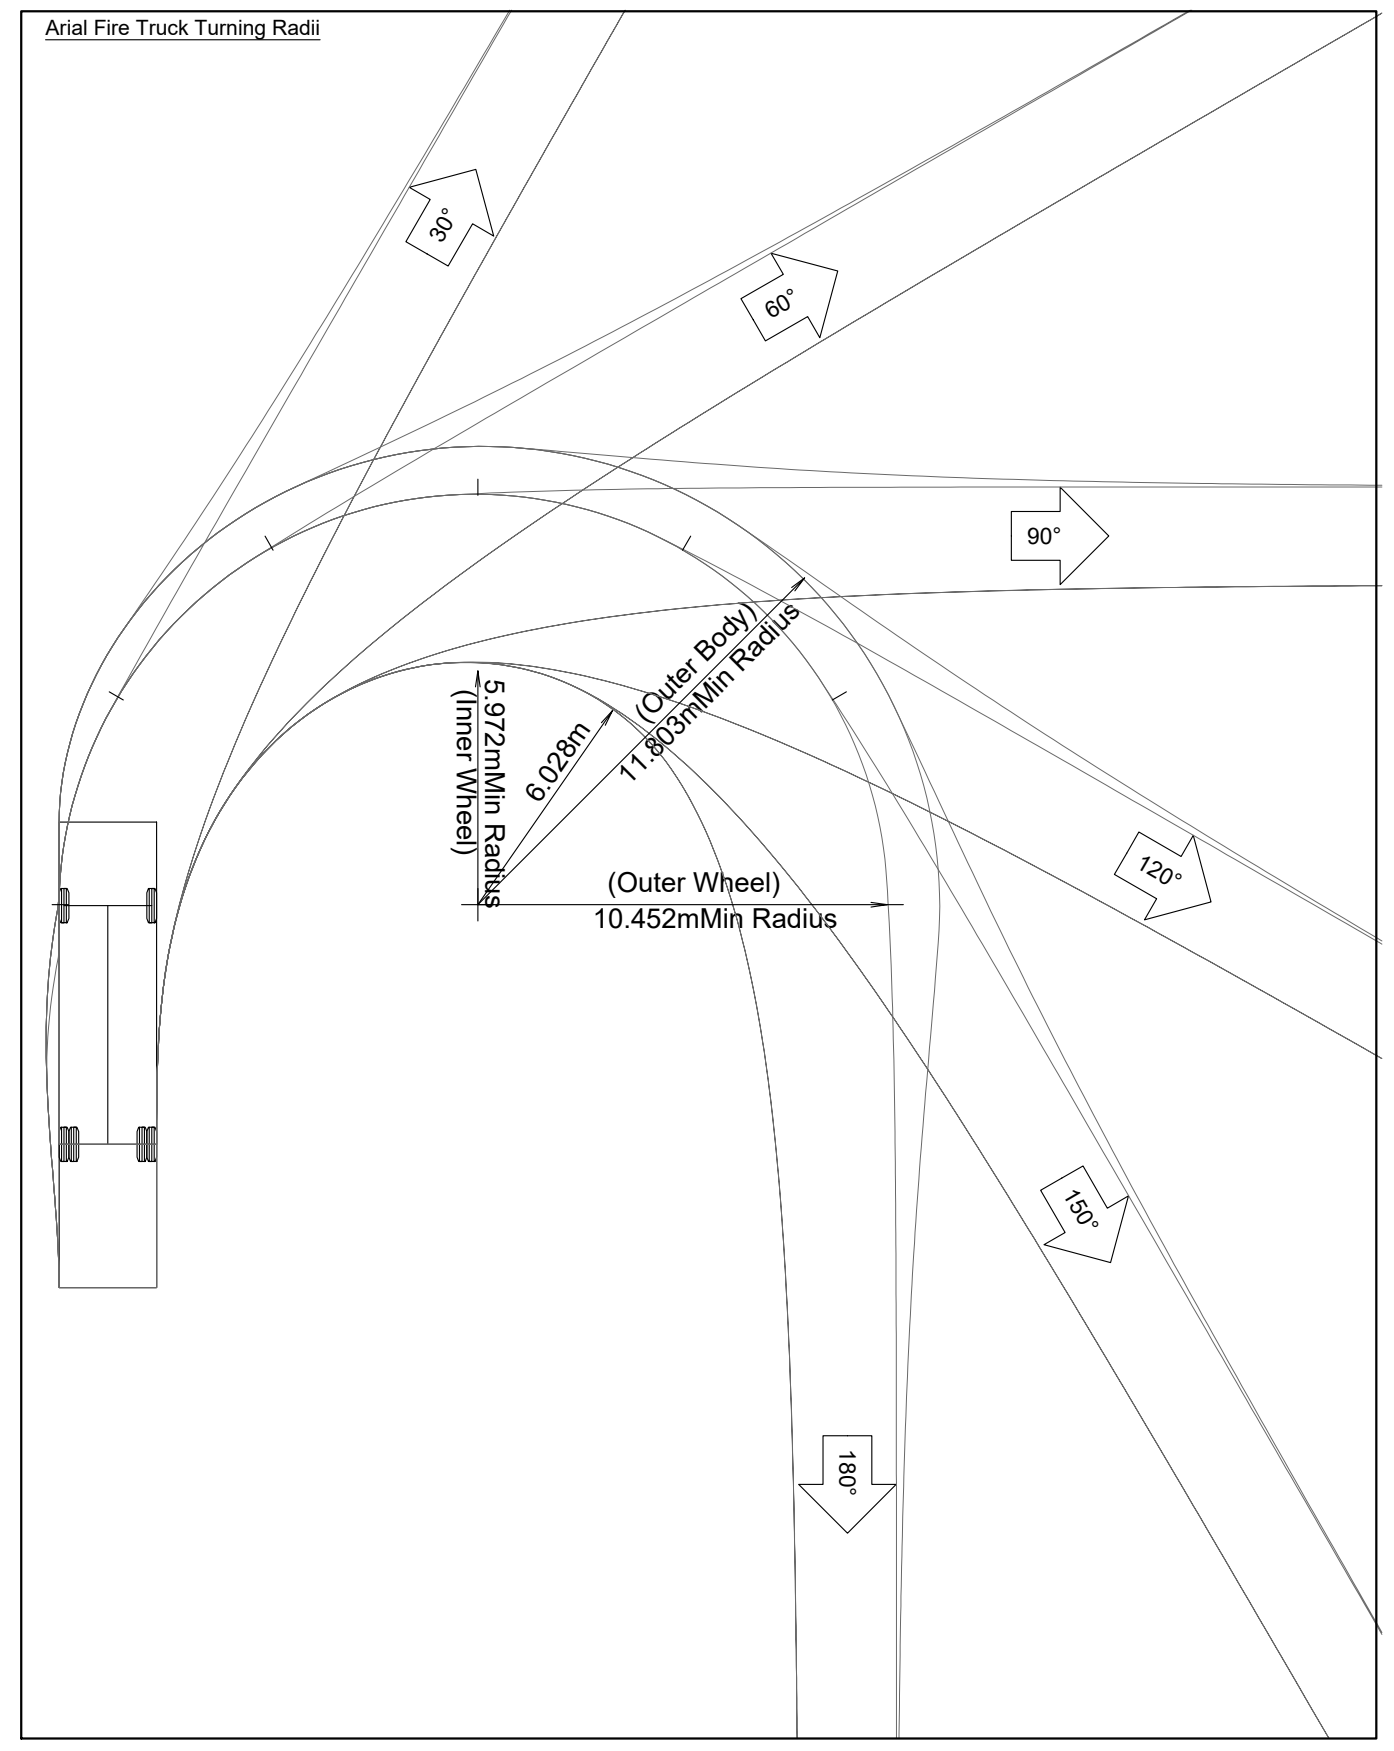 Arial Fire Truck Turning Radii
30°
60°
90°
(Outer Body)
11.803mMin Radius
5.972mMin Radius
(Inner Wheel)
6.028m
(Outer Wheel)
10.452mMin Radius
120°
150°
180°